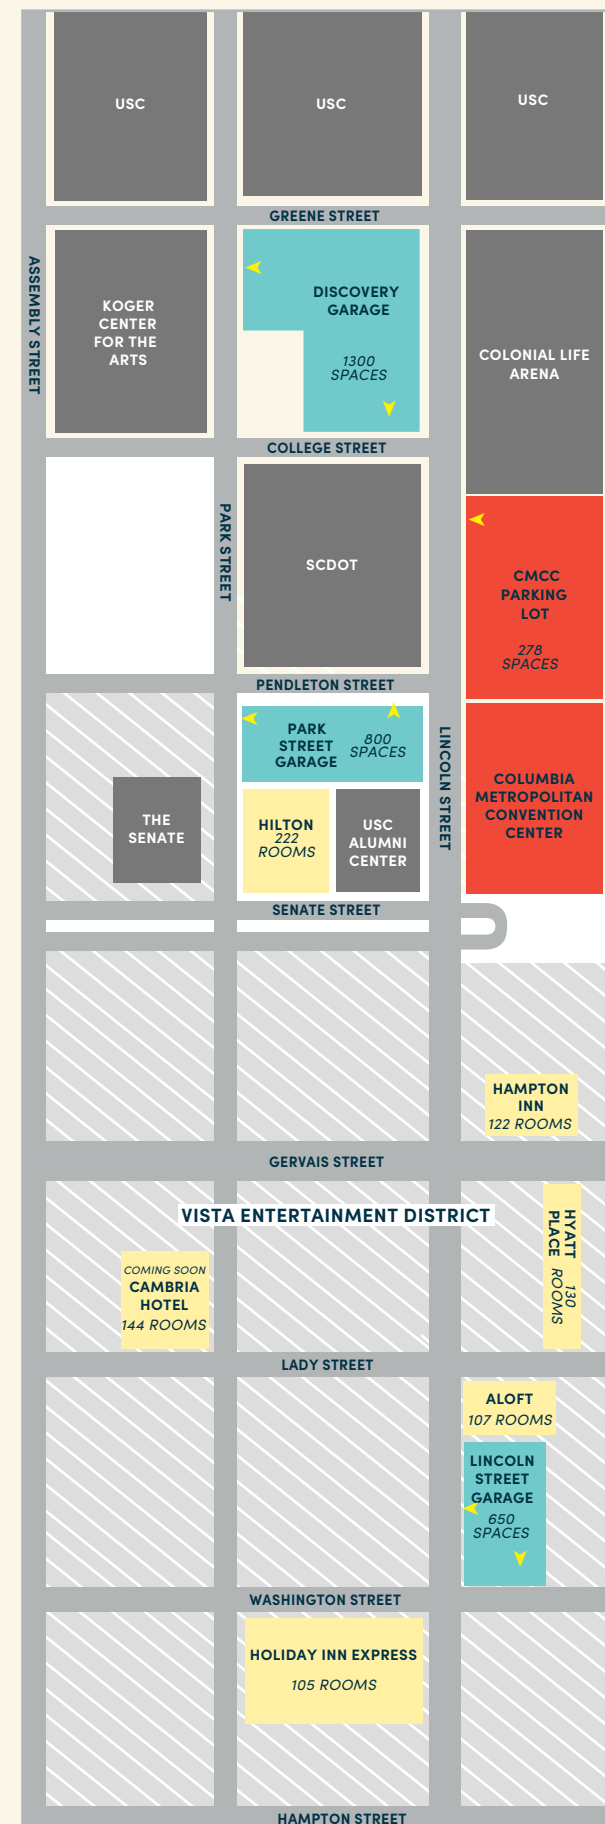 USC
USC
USC
GREENE STREET
ASSEMBLY STREET
KOGER
CENTER
FOR THE
ARTS
DISCOVERY
GARAGE
1300
SPACES
COLONIAL LIFE
ARENA
COLLEGE STREET
PARK STREET
SCDOT
CMCC
PARKING
LOT
278
SPACES
PENDLETON STREET
PARK
STREET
GARAGE
800
SPACES
LINCOLN STREET
COLUMBIA
METROPOLITAN
CONVENTION
CENTER
THE
SENATE
HILTON
222
ROOMS
USC
ALUMNI
CENTER
SENATE STREET
HAMPTON
INN
122 ROOMS
GERVAIS STREET
VISTA ENTERTAINMENT DISTRICT
HYATT
PLACE
130
ROOMS
COMING SOON
CAMBRIA
HOTEL
144 ROOMS
LADY STREET
ALOFT
107 ROOMS
LINCOLN
STREET
GARAGE
650
SPACES
WASHINGTON STREET
HOLIDAY INN EXPRESS
105 ROOMS
HAMPTON STREET